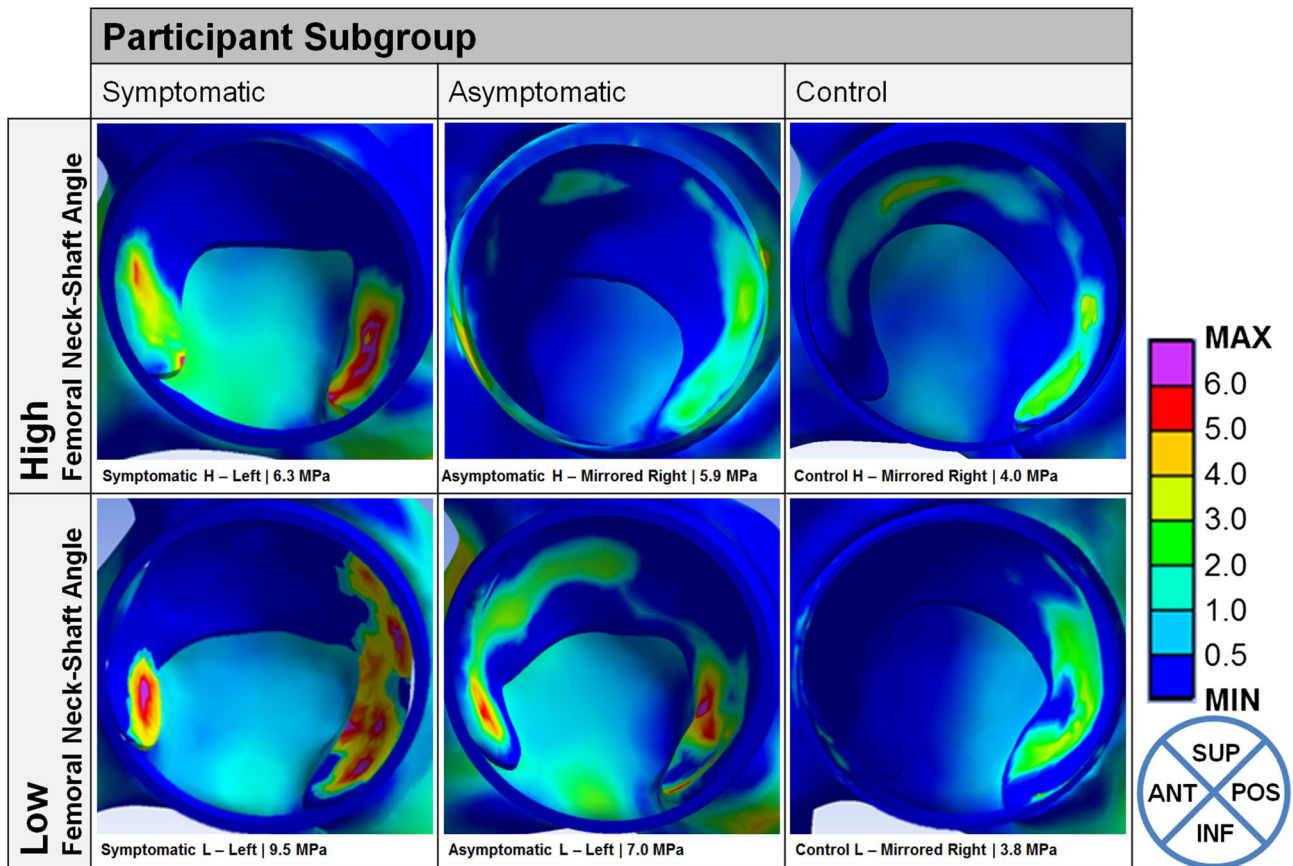 Participant Subgroup
Symptomatic
Asymptomatic
Control
High
Femoral Neck-Shaft Angle
Symptomatic H – Left | 6.3 MPa
Asymptomatic H – Mirrored Right | 5.9 MPa
Control H – Mirrored Right | 4.0 MPa
Low
Femoral Neck-Shaft Angle
Symptomatic L – Left | 9.5 MPa
Asymptomatic L – Left | 7.0 MPa
Control L – Mirrored Right | 3.8 MPa
MAX
6.0
5.0
4.0
3.0
2.0
1.0
0.5
MIN
SUP
ANT POS
INF